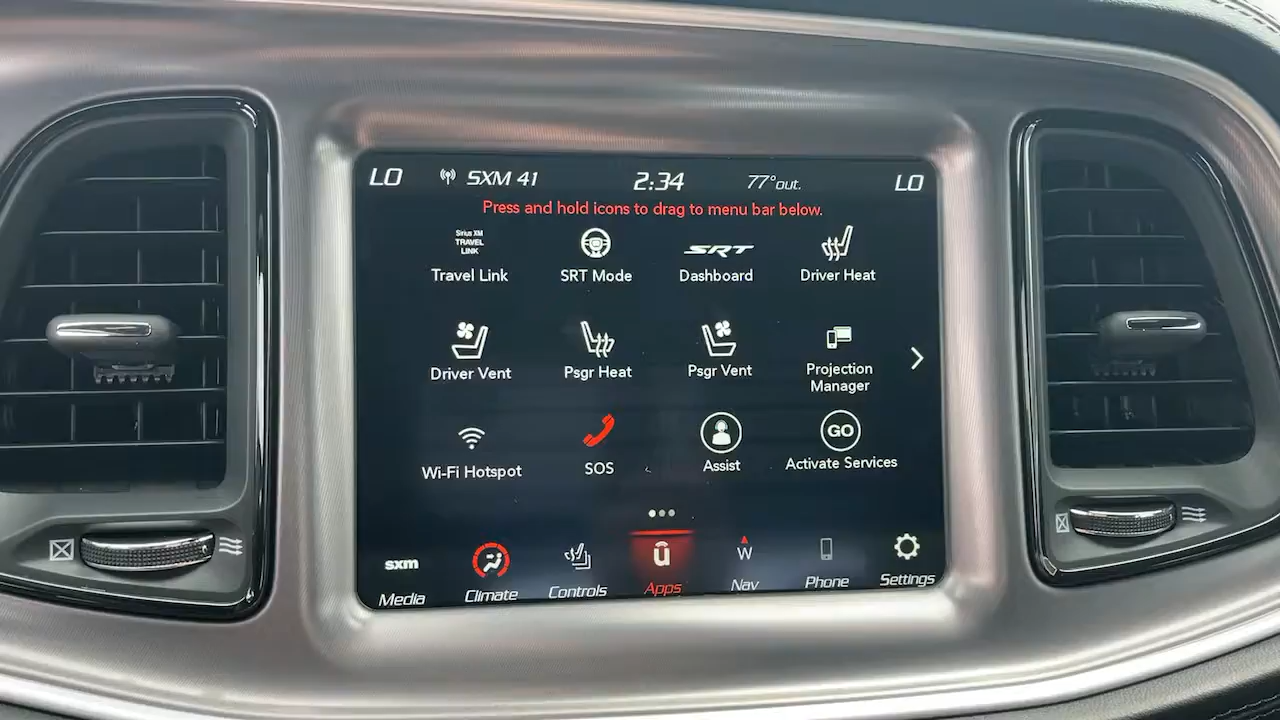 LO SXM 41 2:34 77°out. LO
Press and hold icons to drag to menu bar below.
Sirius XM
TRAVEL
LINK
SRT
Travel Link SRT Mode Dashboard Driver Heat
Driver Vent Psgr Heat Psgr Vent Projection
Manager
GO
Wi-Fi Hotspot SOS Assist Activate Services
sxm W
Media Climate Controls Apps Nav Phone Settings